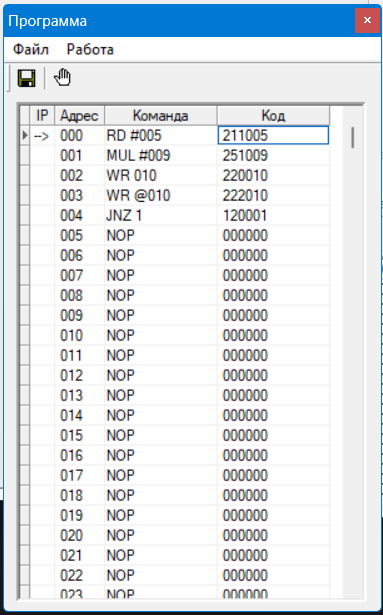 Программа
Файл Работа
IP Адрес Команда Код
--> 000 RD #005 211005
001 MUL #009 251009
002 WR 010 220010
003 WR @010 222010
004 JNZ 1 120001
005 NOP 000000
006 NOP 000000
007 NOP 000000
008 NOP 000000
009 NOP 000000
010 NOP 000000
011 NOP 000000
012 NOP 000000
013 NOP 000000
014 NOP 000000
015 NOP 000000
016 NOP 000000
017 NOP 000000
018 NOP 000000
019 NOP 000000
020 NOP 000000
021 NOP 000000
022 NOP 000000
023 NOP 000000